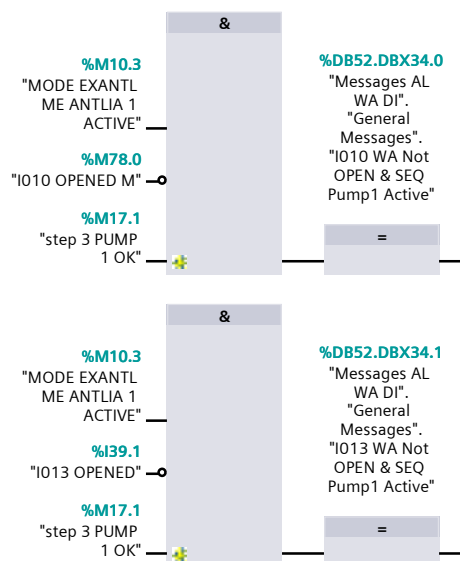 &
%M10.3
"MODE EXANTL
ME ANTLIA 1
ACTIVE"
%M78.0
"I010 OPENED M"
%M17.1
"step 3 PUMP
1 OK"
%DB52.DBX34.0
"Messages AL
WA DI".
"General
Messages".
"I010 WA Not
OPEN & SEQ
Pump1 Active"
=
&
%M10.3
"MODE EXANTL
ME ANTLIA 1
ACTIVE"
%I39.1
"I013 OPENED"
%M17.1
"step 3 PUMP
1 OK"
%DB52.DBX34.1
"Messages AL
WA DI".
"General
Messages".
"I013 WA Not
OPEN & SEQ
Pump1 Active"
=